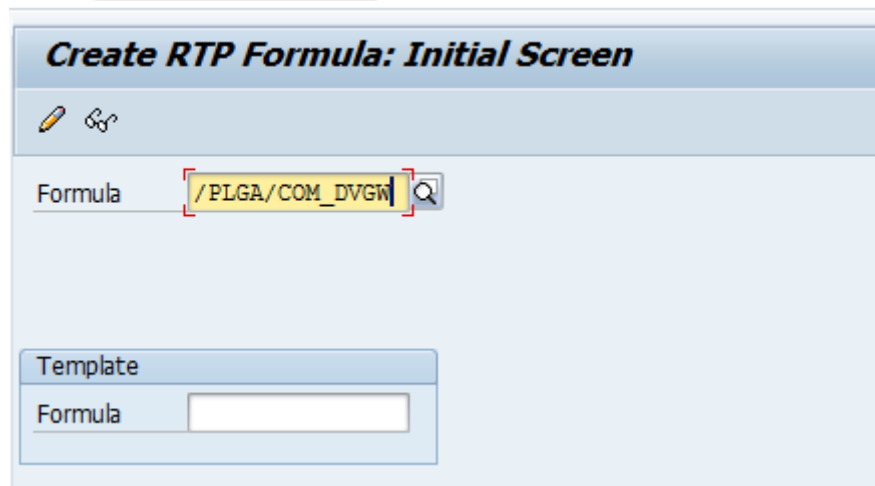 Create RTP Formula: Initial Screen
Formula /PLGA/COM_DVGW
Template
Formula